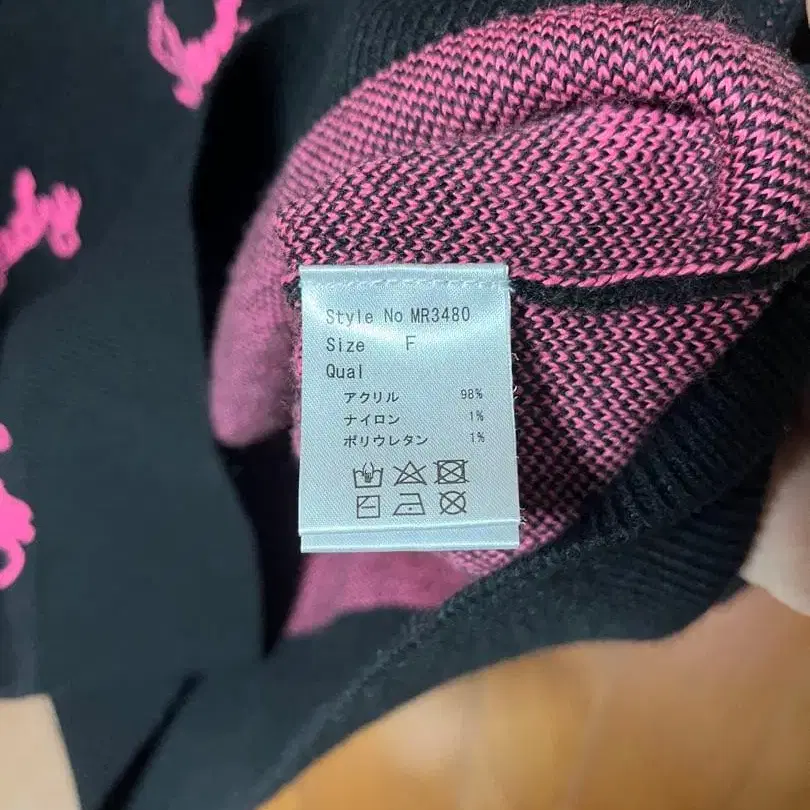 Style No MR3480
Size F
Qual
アクリル 98%
ナイロン 1%
ポリウレタン 1%